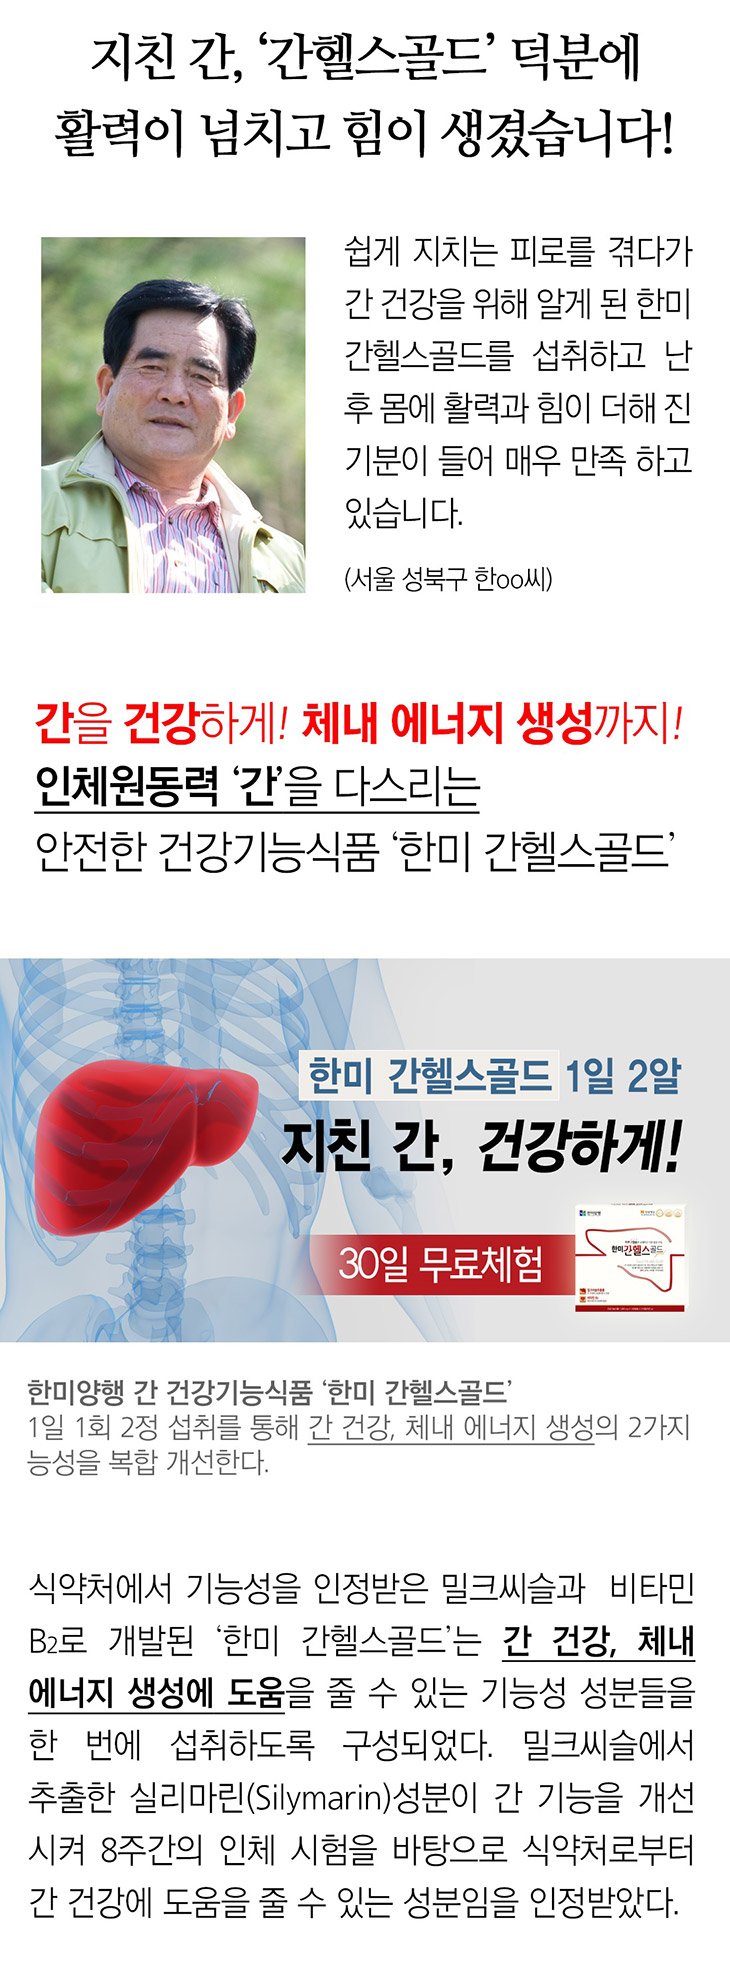 지친 간, ‘간헬스골드’ 덕분에
활력이 넘치고 힘이 생겼습니다!
쉽게 지치는 피로를 겪다가
간 건강을 위해 알게 된 한미
간헬스골드를 섭취하고 난
후 몸에 활력과 힘이 더해 진
기분이 들어 매우 만족 하고
있습니다.
(서울 성북구 한oo씨)
간을 건강하게! 체내 에너지 생성까지!
인체원동력 ‘간’을 다스리는
안전한 건강기능식품 ‘한미 간헬스골드’
한미 간헬스골드 1일 2알
지친 간, 건강하게!
30일 무료체험
한미간헬스골드
한미양행 간 건강기능식품 ‘한미 간헬스골드’
1일 1회 2정 섭취를 통해 간 건강, 체내 에너지 생성의 2가지
능성을 복합 개선한다.
식약처에서 기능성을 인정받은 밀크씨슬과 비타민
B2로 개발된 ‘한미 간헬스골드’는 간 건강, 체내
에너지 생성에 도움을 줄 수 있는 기능성 성분들을
한 번에 섭취하도록 구성되었다. 밀크씨슬에서
추출한 실리마린(Silymarin)성분이 간 기능을 개선
시켜 8주간의 인체 시험을 바탕으로 식약처로부터
간 건강에 도움을 줄 수 있는 성분임을 인정받았다.